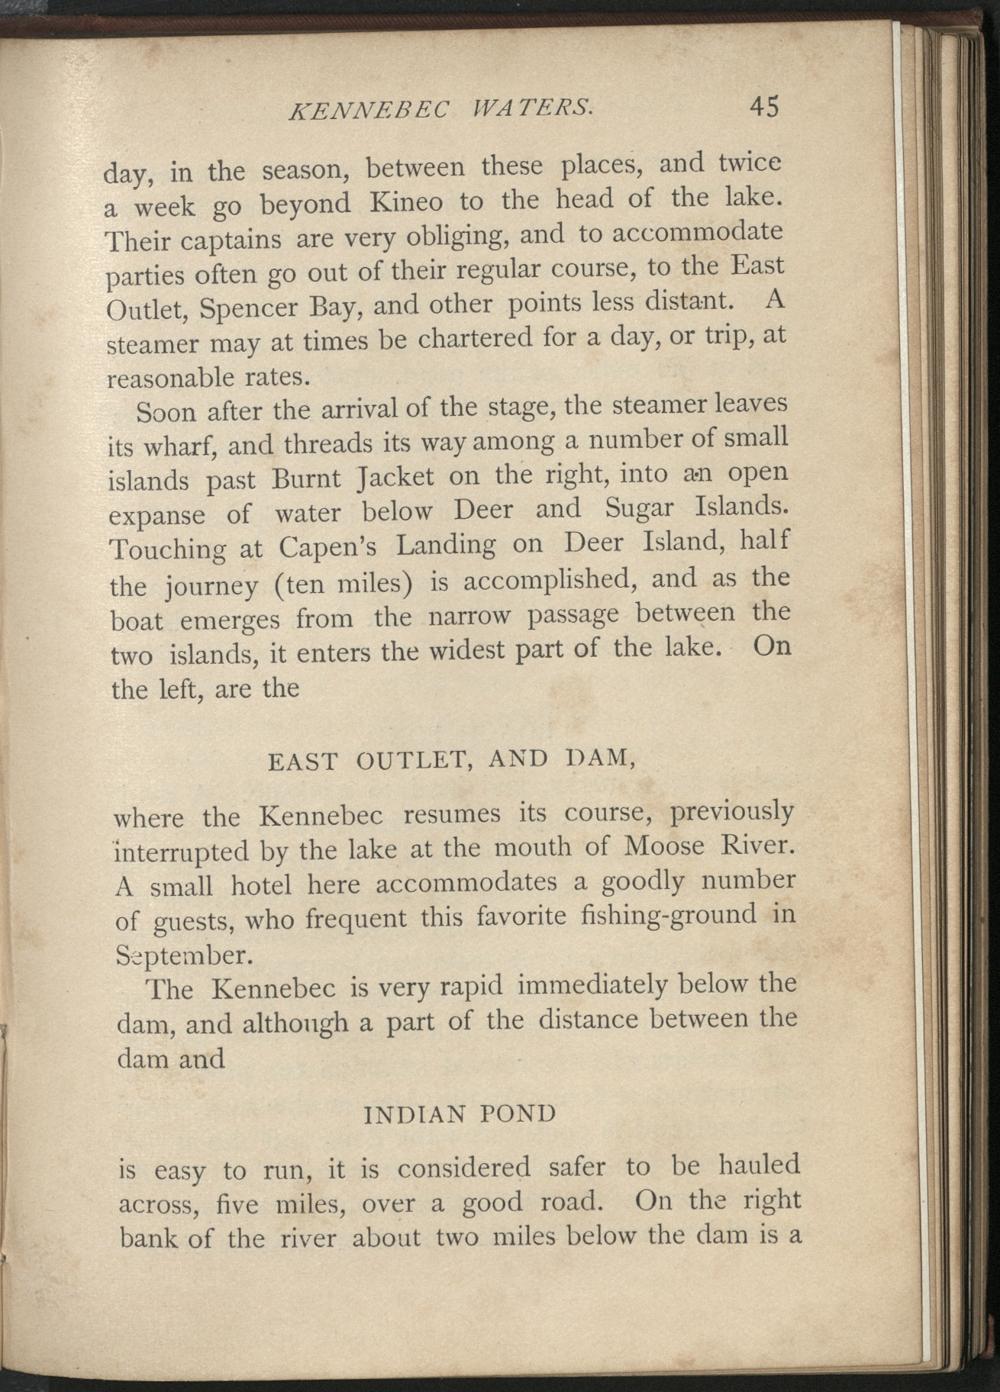 KENNEBEC WATERS. 45
day, in the season, between these places, and twice
a week go beyond Kineo to the head of the lake.
Their captains are very obliging, and to accommodate
parties often go out of their regular course, to the East
Outlet, Spencer Bay, and other points less distant. A
steamer may at times be chartered for a day, or trip, at
reasonable rates.
Soon after the arrival of the stage, the steamer leaves
its wharf, and threads its way among a number of small
islands past Burnt Jacket on the right, into an open
expanse of water below Deer and Sugar Islands.
Touching at Capen's Landing on Deer Island, half
the journey (ten miles) is accomplished, and as the
boat emerges from the narrow passage between the
two islands, it enters the widest part of the lake. On
the left, are the
EAST OUTLET, AND DAM,
where the Kennebec resumes its course, previously
interrupted by the lake at the mouth of Moose River.
A small hotel here accommodates a goodly number
of guests, who frequent this favorite fishing-ground in
September.
The Kennebec is very rapid immediately below the
dam, and although a part of the distance between the
dam and
INDIAN POND
is easy to run, it is considered safer to be hauled
across, five miles, over a good road. On the right
bank of the river about two miles below the dam is a